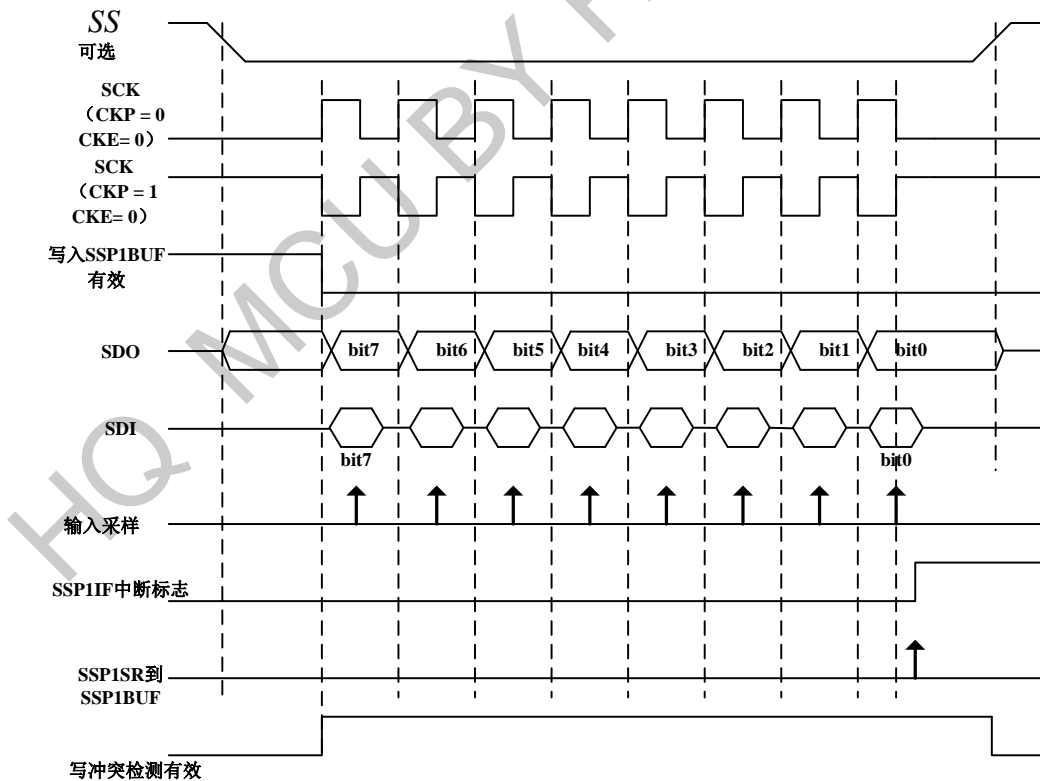 SS
可选
SCK
（CKP = 0
CKE= 0）
SCK
（CKP = 1
CKE= 0）
写入SSP1BUF
有效
SDO
bit7 bit6 bit5 bit4 bit3 bit2 bit1 bit0
SDI
bit7 bit0
输入采样
SSP1IF中断标志
SSP1SR到
SSP1BUF
写冲突检测有效
HQ MCU BY